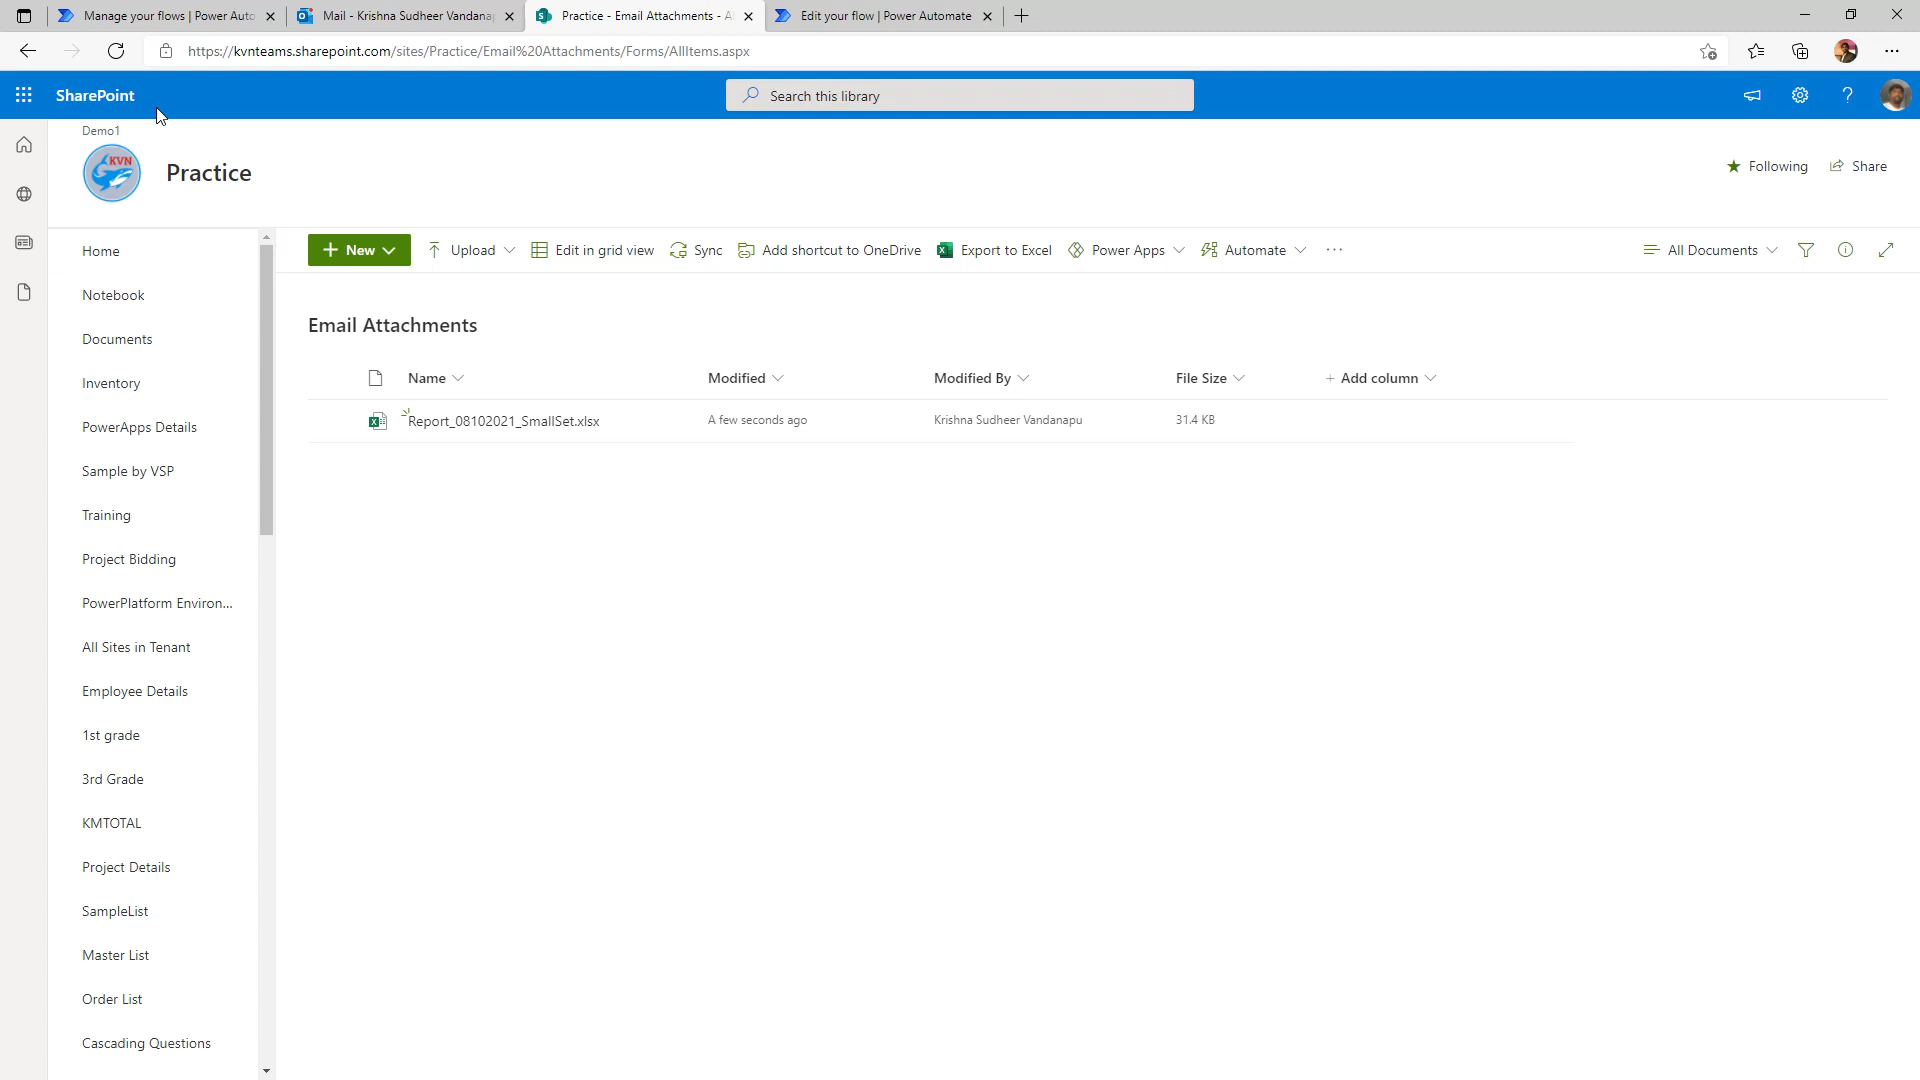 Manage your flows | Power Auto
Mail - Krishna Sudheer Vandanap
Practice - Email Attachments - A
Edit your flow | Power Automate
https://kvnteams.sharepoint.com/sites/Practice/Email%20Attachments/Forms/AllItems.aspx
SharePoint
Search this library
Demo1
KVN
Practice
Following
Share
Home
Notebook
Documents
Inventory
PowerApps Details
Sample by VSP
Training
Project Bidding
PowerPlatform Environ...
All Sites in Tenant
Employee Details
1st grade
3rd Grade
KMTOTAL
Project Details
SampleList
Master List
Order List
Cascading Questions
New
Upload
Edit in grid view
Sync
Add shortcut to OneDrive
Export to Excel
Power Apps
Automate
All Documents
Email Attachments
Name
Modified
Modified By
File Size
Add column
Report_08102021_SmallSet.xlsx
A few seconds ago
Krishna Sudheer Vandanapu
31.4 KB